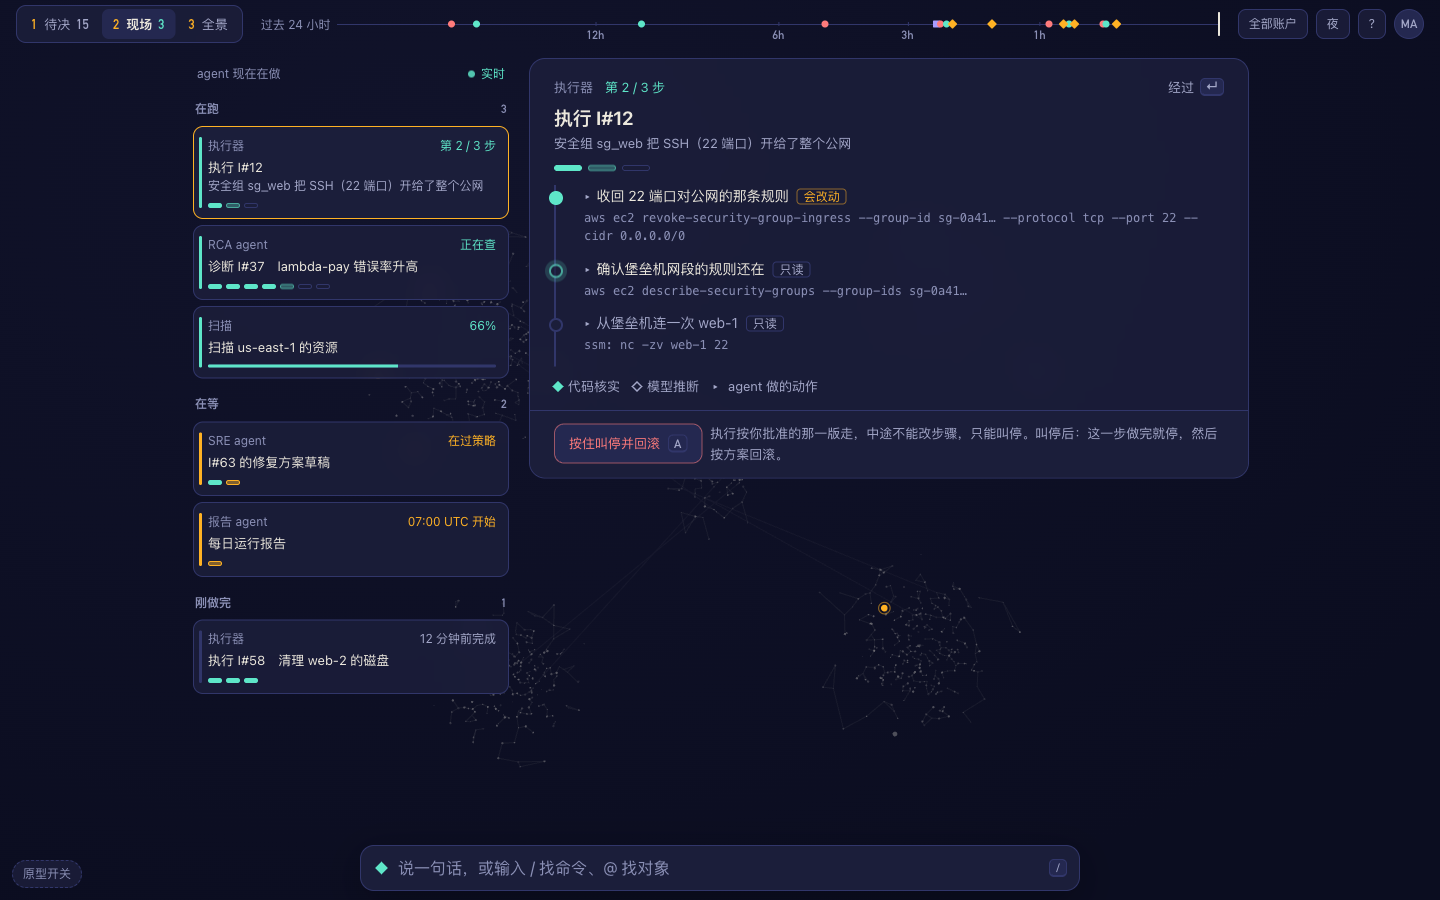 1 待决 15
2 现场 3
3 全景
过去 24 小时
12h
6h
3h
1h
全部账户
夜
?
MA
agent 现在在做
实时
在跑
3
执行器
第 2 / 3 步
执行 I#12
安全组 sg_web 把 SSH（22 端口）开给了整个公网
RCA agent
正在查
诊断 I#37 lambda-pay 错误率升高
扫描
66%
扫描 us-east-1 的资源
在等
2
SRE agent
在过策略
I#63 的修复方案草稿
报告 agent
07:00 UTC 开始
每日运行报告
刚做完
1
执行器
12 分钟前完成
执行 I#58 清理 web-2 的磁盘
执行器 第 2 / 3 步
经过 ↵
执行 I#12
安全组 sg_web 把 SSH（22 端口）开给了整个公网
收回 22 端口对公网的那条规则 会改动
aws ec2 revoke-security-group-ingress --group-id sg-0a41… --protocol tcp --port 22 --
cidr 0.0.0.0/0
确认堡垒机网段的规则还在 只读
aws ec2 describe-security-groups --group-ids sg-0a41…
从堡垒机连一次 web-1 只读
ssm: nc -zv web-1 22
代码核实 模型推断 agent 做的动作
按住叫停并回滚 A
执行按你批准的那一版走，中途不能改步骤，只能叫停。叫停后：这一步做完就停，然后
按方案回滚。
说一句话，或输入 / 找命令、@ 找对象
/
原型开关